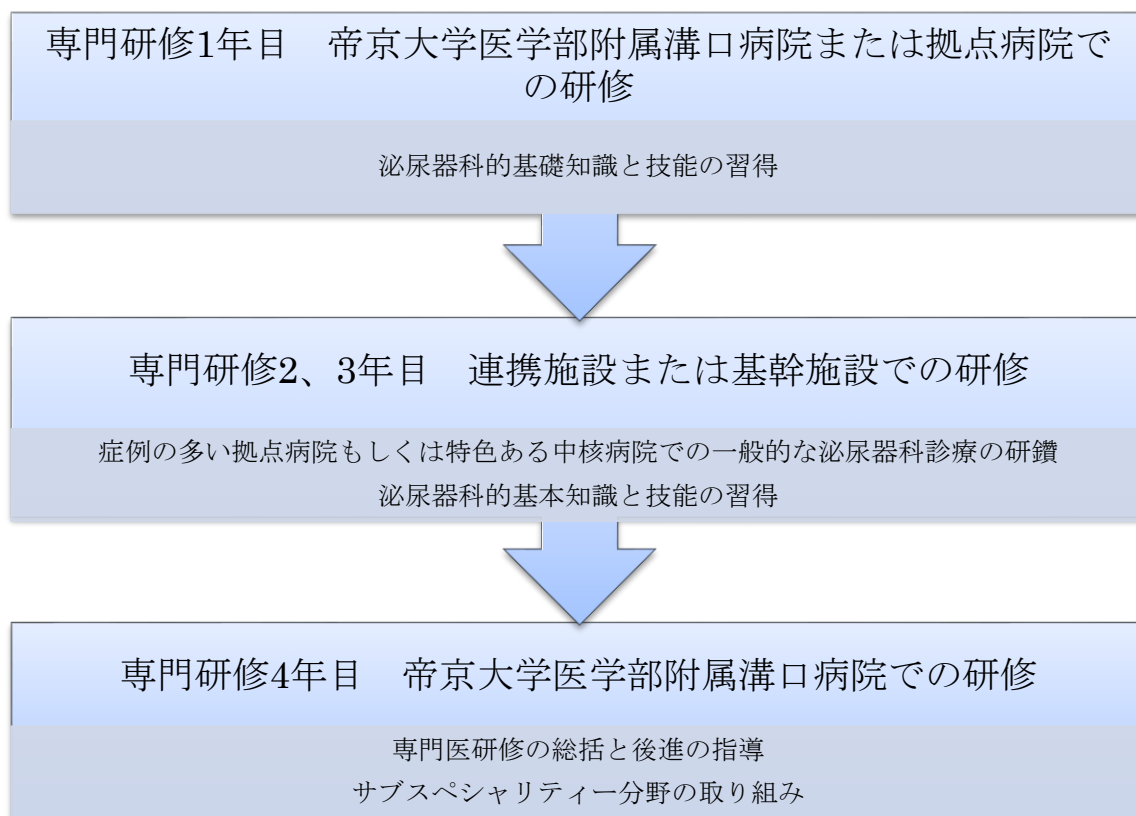 専門研修1年目　帝京大学医学部附属溝口病院または拠点病院で
の研修
泌尿器科的基礎知識と技能の習得
専門研修2、3年目　連携施設または基幹施設での研修
症例の多い拠点病院もしくは特色ある中核病院での一般的な泌尿器科診療の研鑽
泌尿器科的基本知識と技能の習得
専門研修4年目　帝京大学医学部附属溝口病院での研修
専門医研修の総括と後進の指導
サブスペシャリティー分野の取り組み